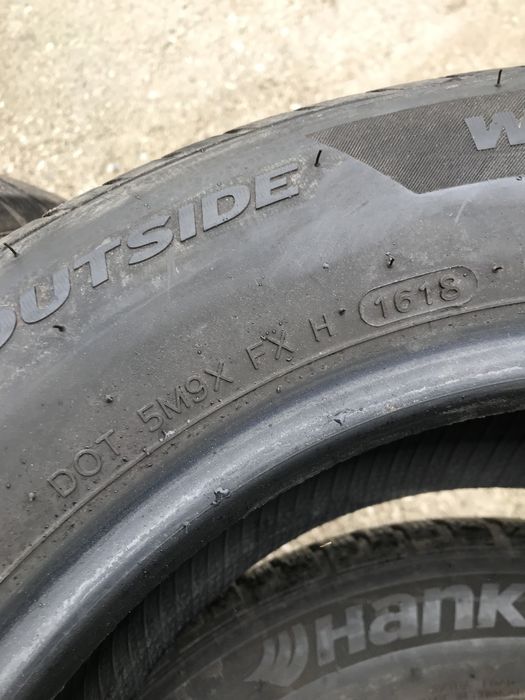 OUTSIDE
W
DOT 5M9X FX H 1618
Hank